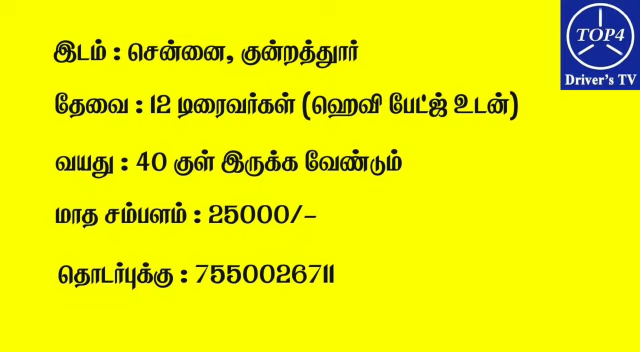 TOP4
Driver's TV
இடம் : சென்னை, குன்றத்தூர்
தேவை : 12 டிரைவர்கள் (ஹெவி பேட்ஜ் உடன்)
வயது : 40 குள் இருக்க வேண்டும்
மாத சம்பளம் : 25000/-
தொடர்புக்கு : 7550026711